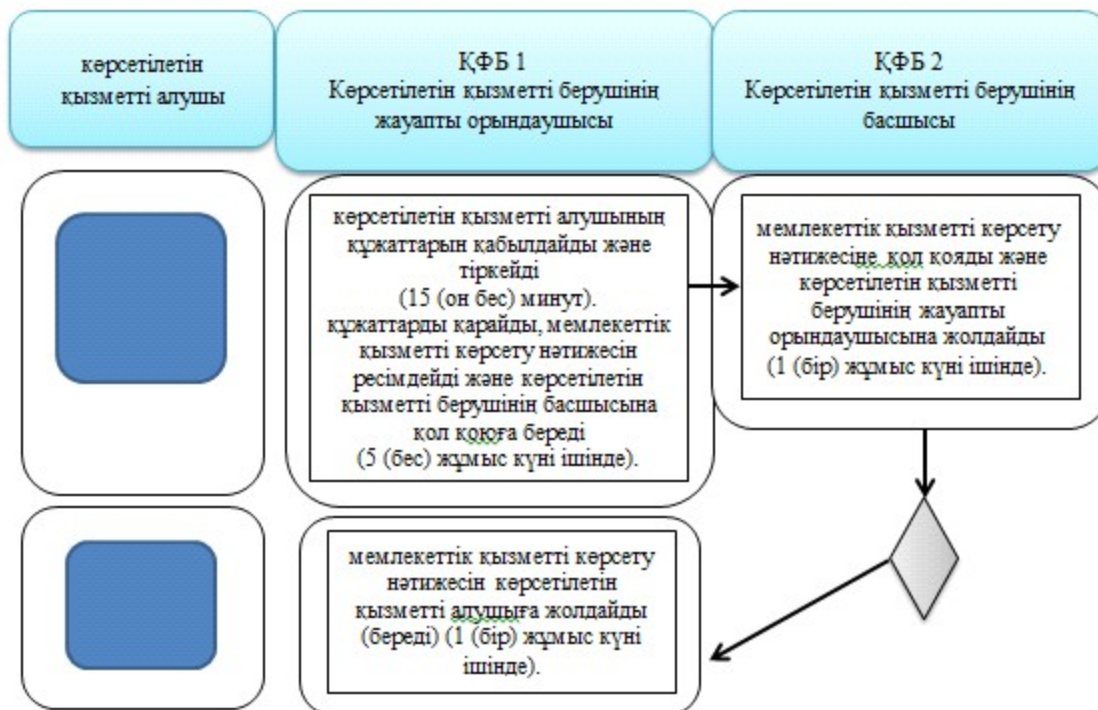 көрсетілетін
қызметті алушы
ҚФБ 1
Көрсетілетін қызметті берушінің
жауапты орындаушысы
ҚФБ 2
Көрсетілетін қызметті берушінің
басшысы
көрсетілетін қызметті алушының
құжаттарын қабылдайды және
тіркейді
(15 (он бес) минут).
құжаттарды қарайды, мемлекеттік
қызметті көрсету нәтижесін
ресімдейді және көрсетілетін
қызметті берушінің басшысына
қол қоюға береді
(5 (бес) жұмыс күні ішінде).
мемлекеттік қызметті көрсету
нәтижесіне қол қояды және
көрсетілетін қызметті
берушінің жауапты
орындаушысына жолдайды
(1 (бір) жұмыс күні ішінде).
мемлекеттік қызметті көрсету
нәтижесін көрсетілетін
қызметті алушыға жолдайды
(береді) (1 (бір) жұмыс күні
ішінде).